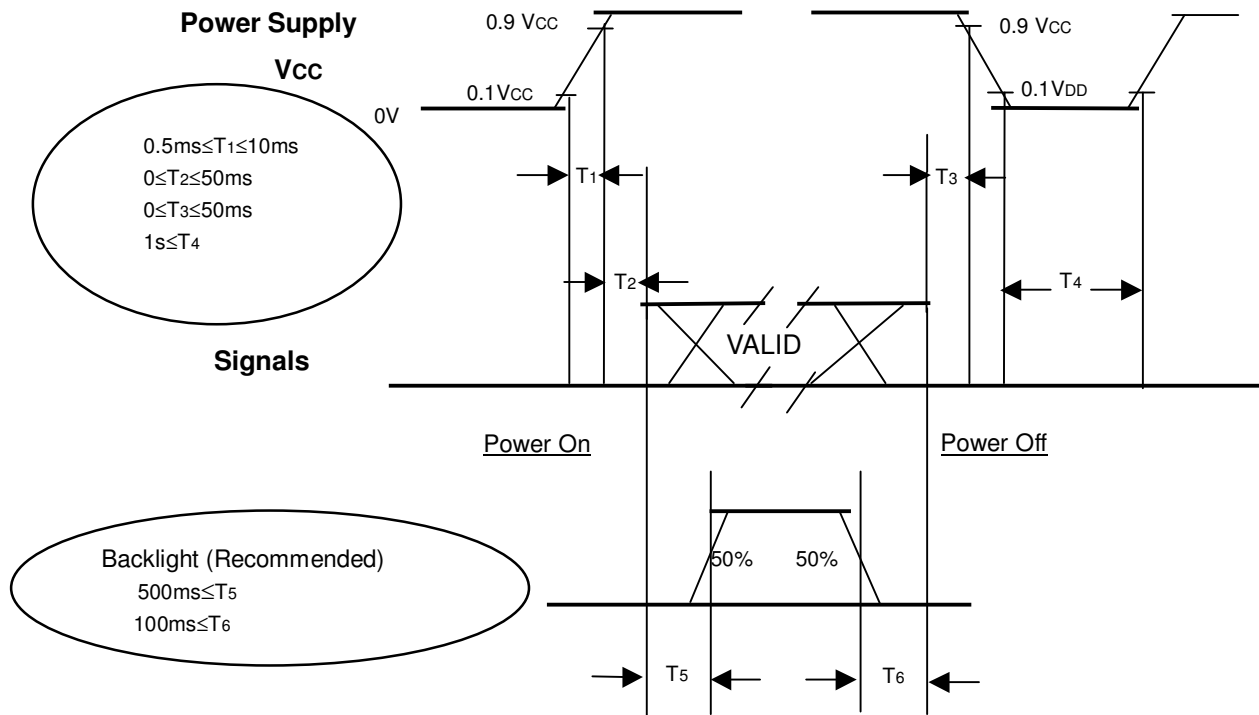 Power Supply
VCC
0.9 VCC
0.1VCC
0V
0.9 VCC
0.1VDD
0.5ms≤T1≤10ms
0≤T2≤50ms
0≤T3≤50ms
1s≤T4
T1
T3
T2
T4
VALID
Signals
Power On
Power Off
Backlight (Recommended)
500ms≤T5
100ms≤T6
50%
50%
T5
T6